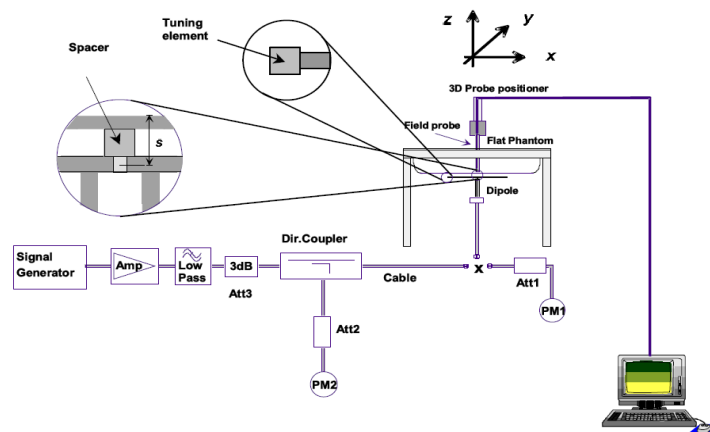 Tuning
element
Spacer
s
z
y
x
3D Probe positioner
Field probe
Flat Phantom
Dipole
Signal
Generator
Amp
Low
Pass
3dB
Att3
Dir.Coupler
Cable
x
Att1
PM1
Att2
PM2